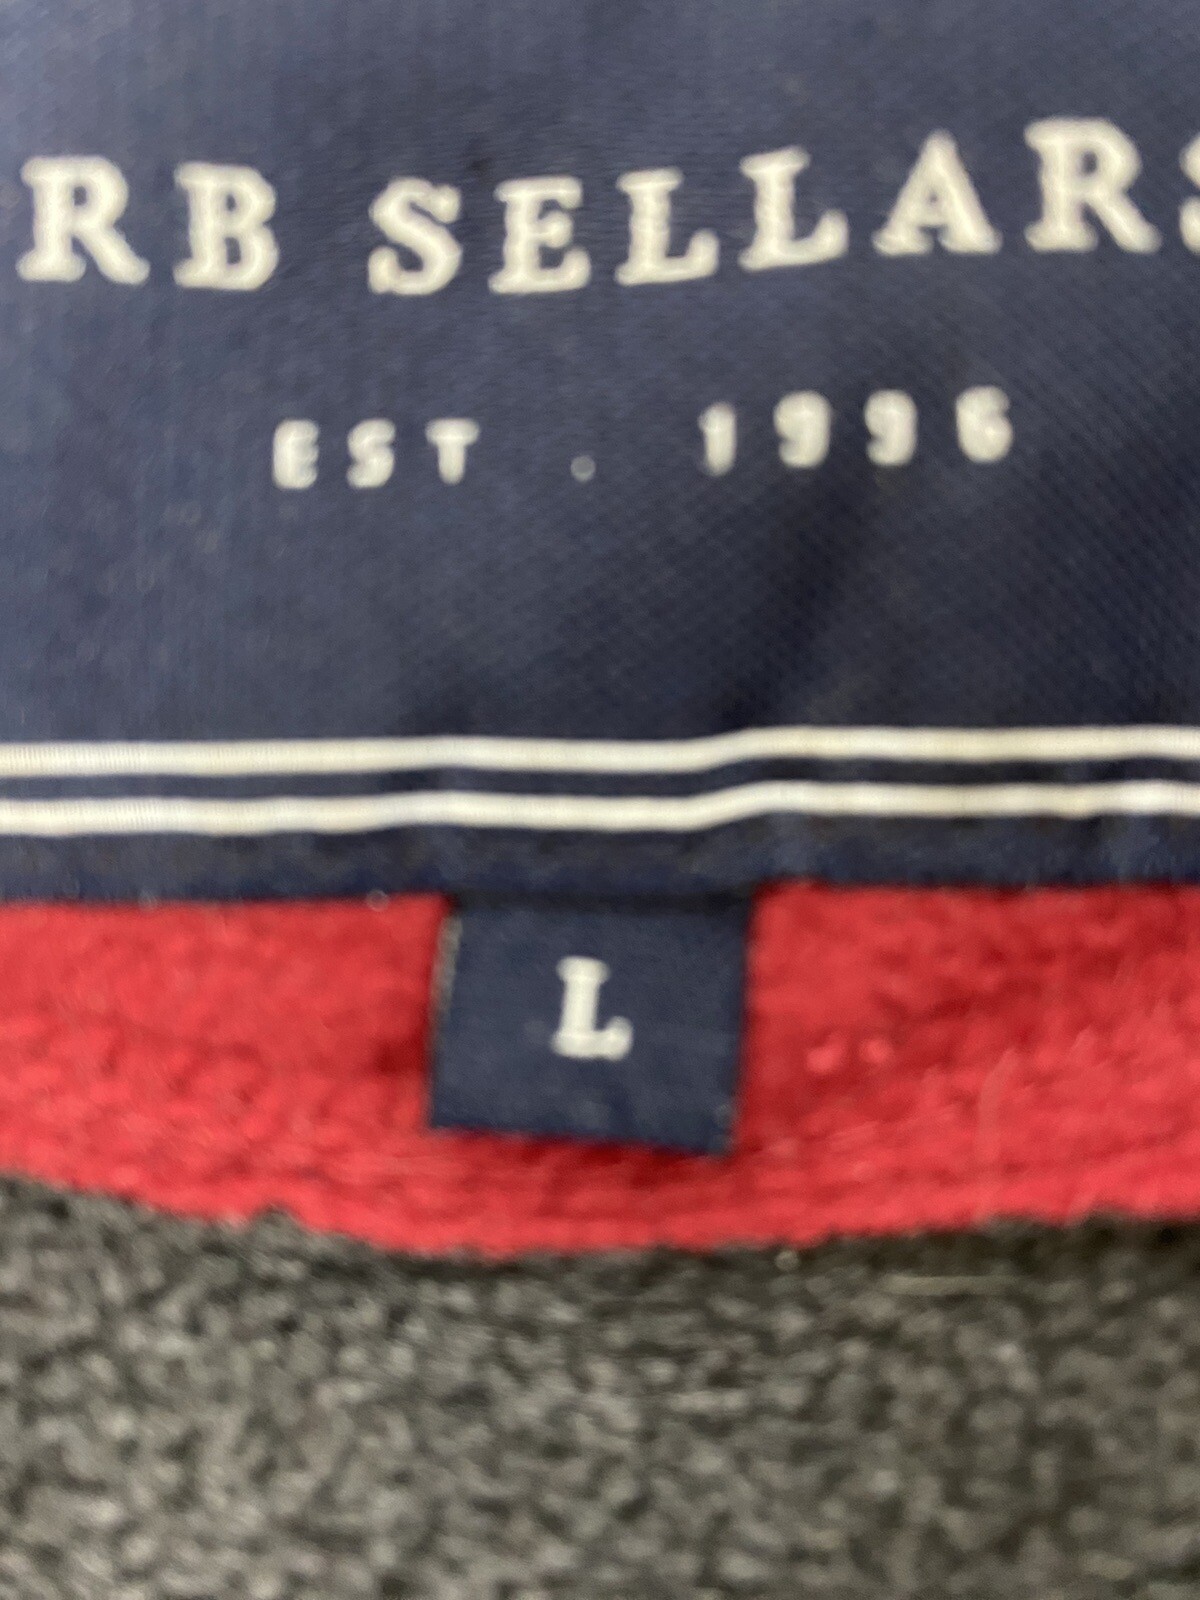 RB SELLARS
EST . 1996
L